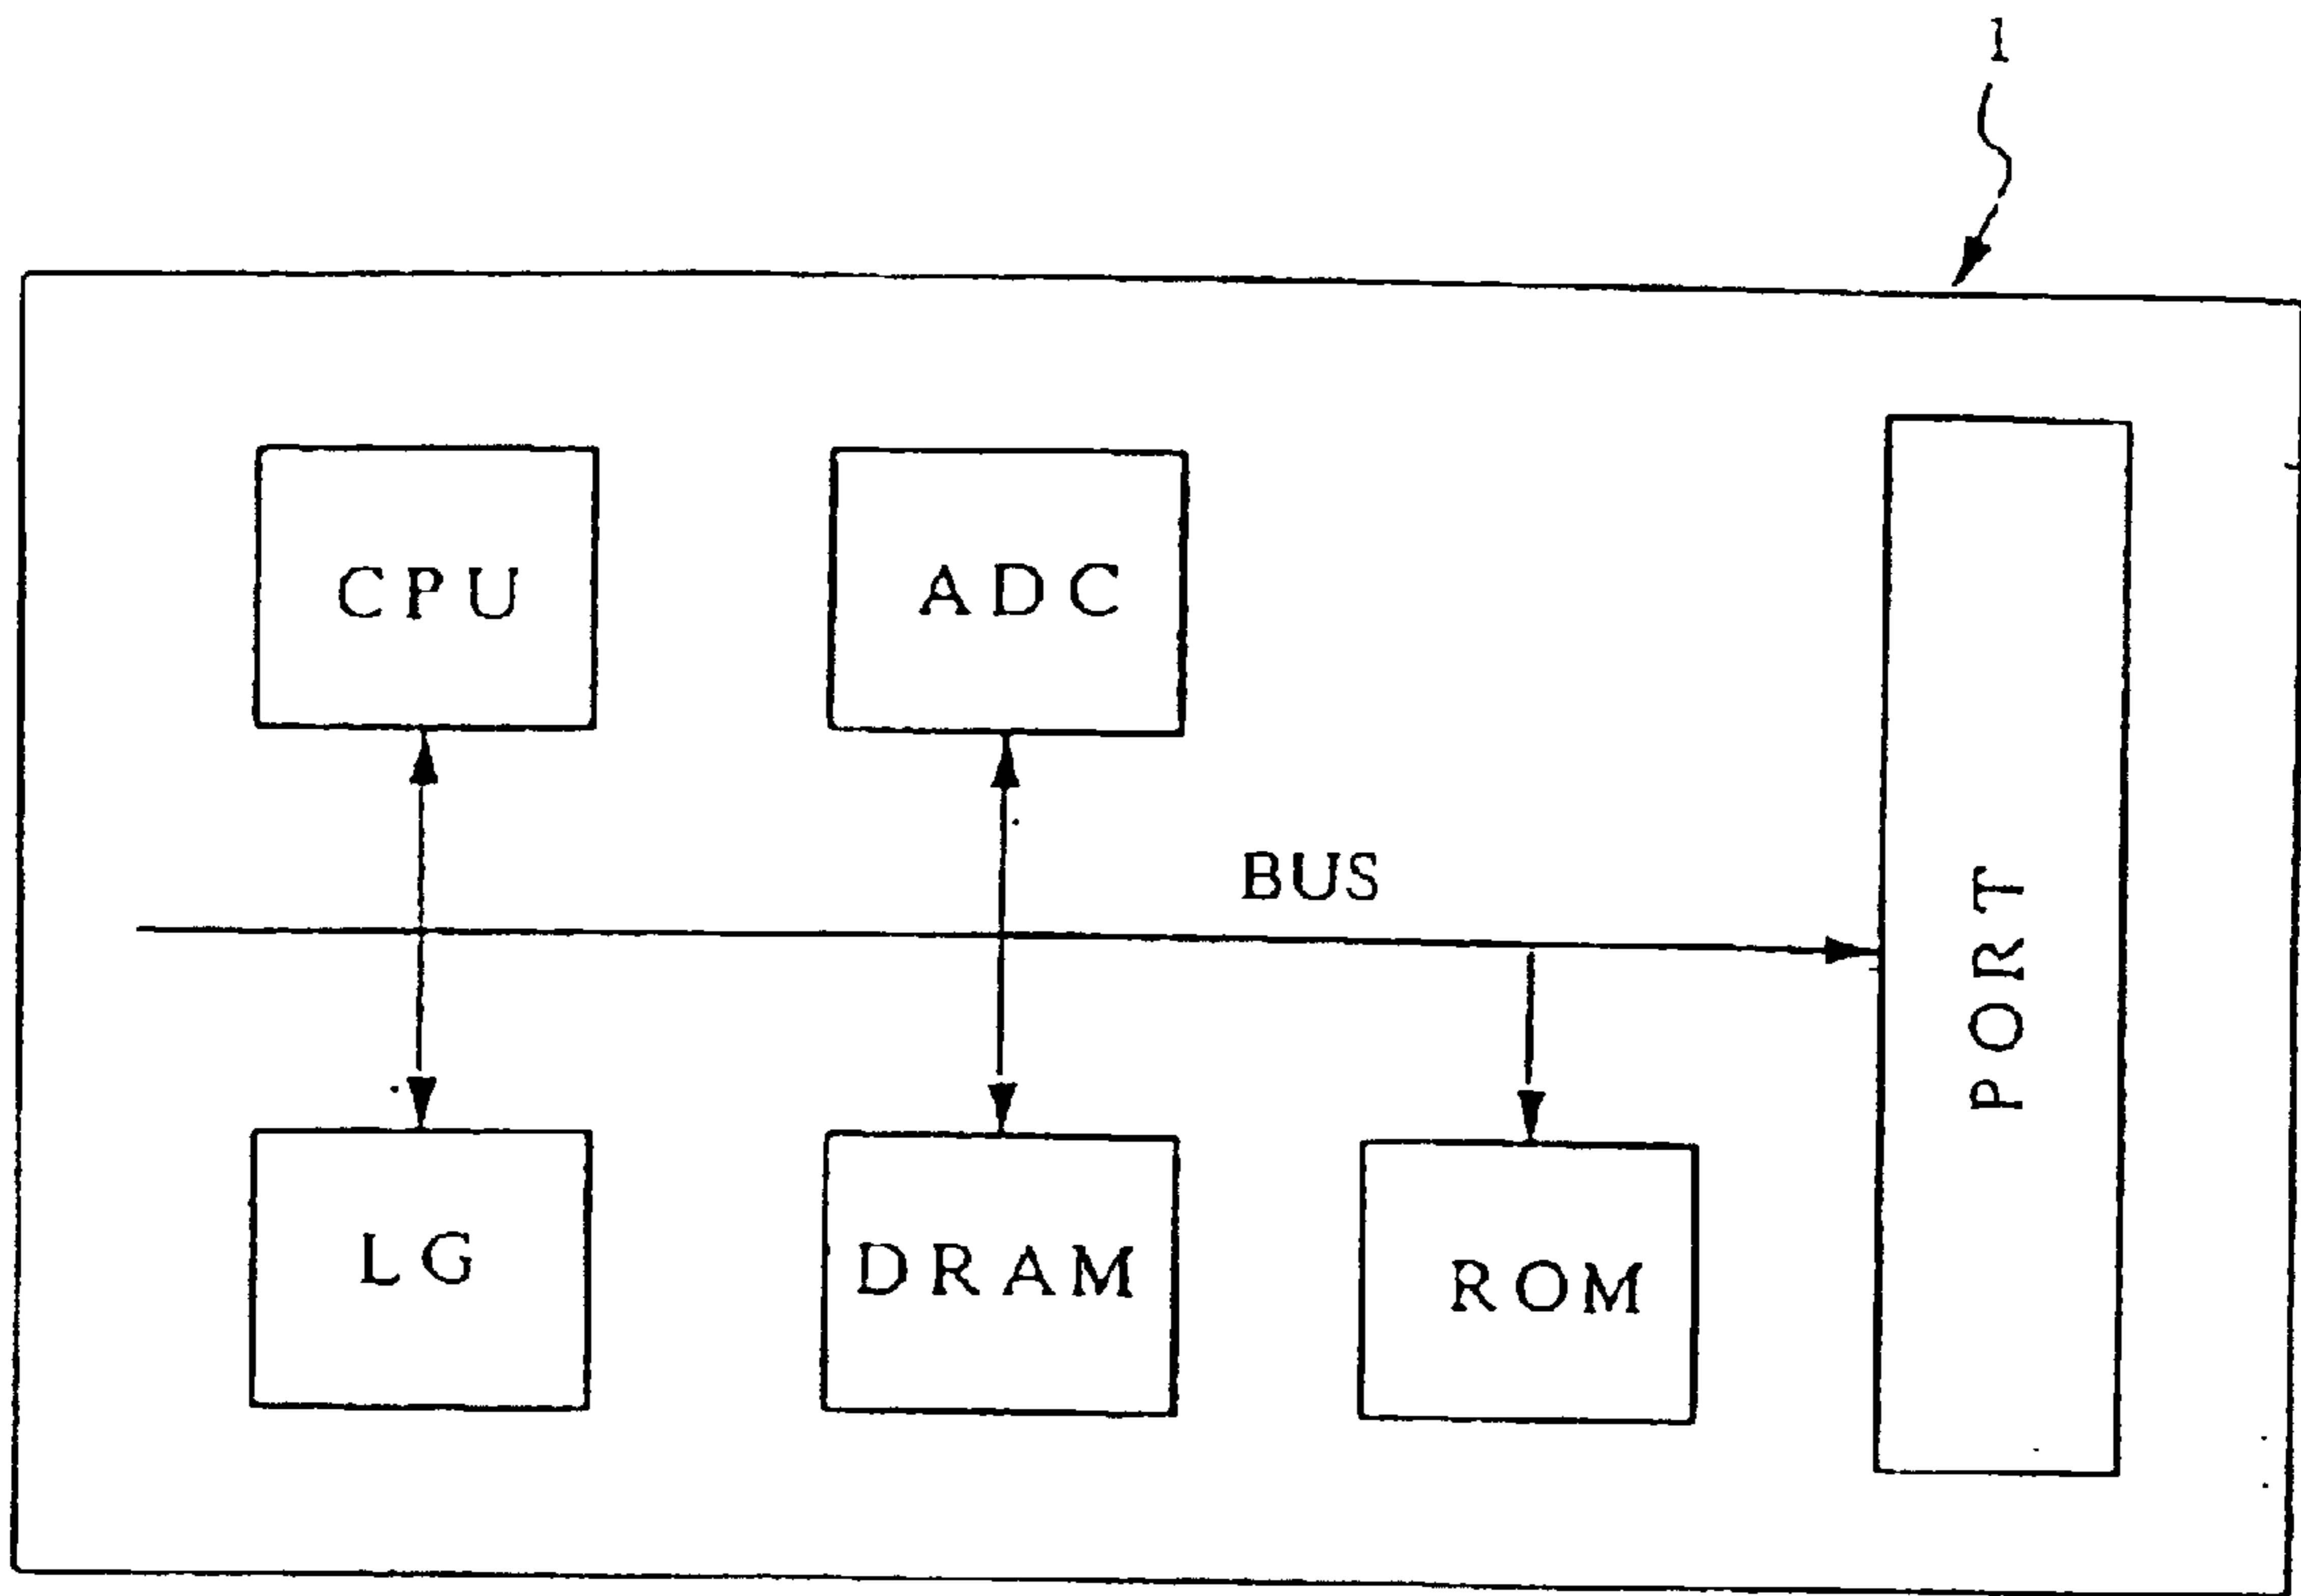 1
CPU
ADC
BUS
PORT
LG
DRAM
ROM